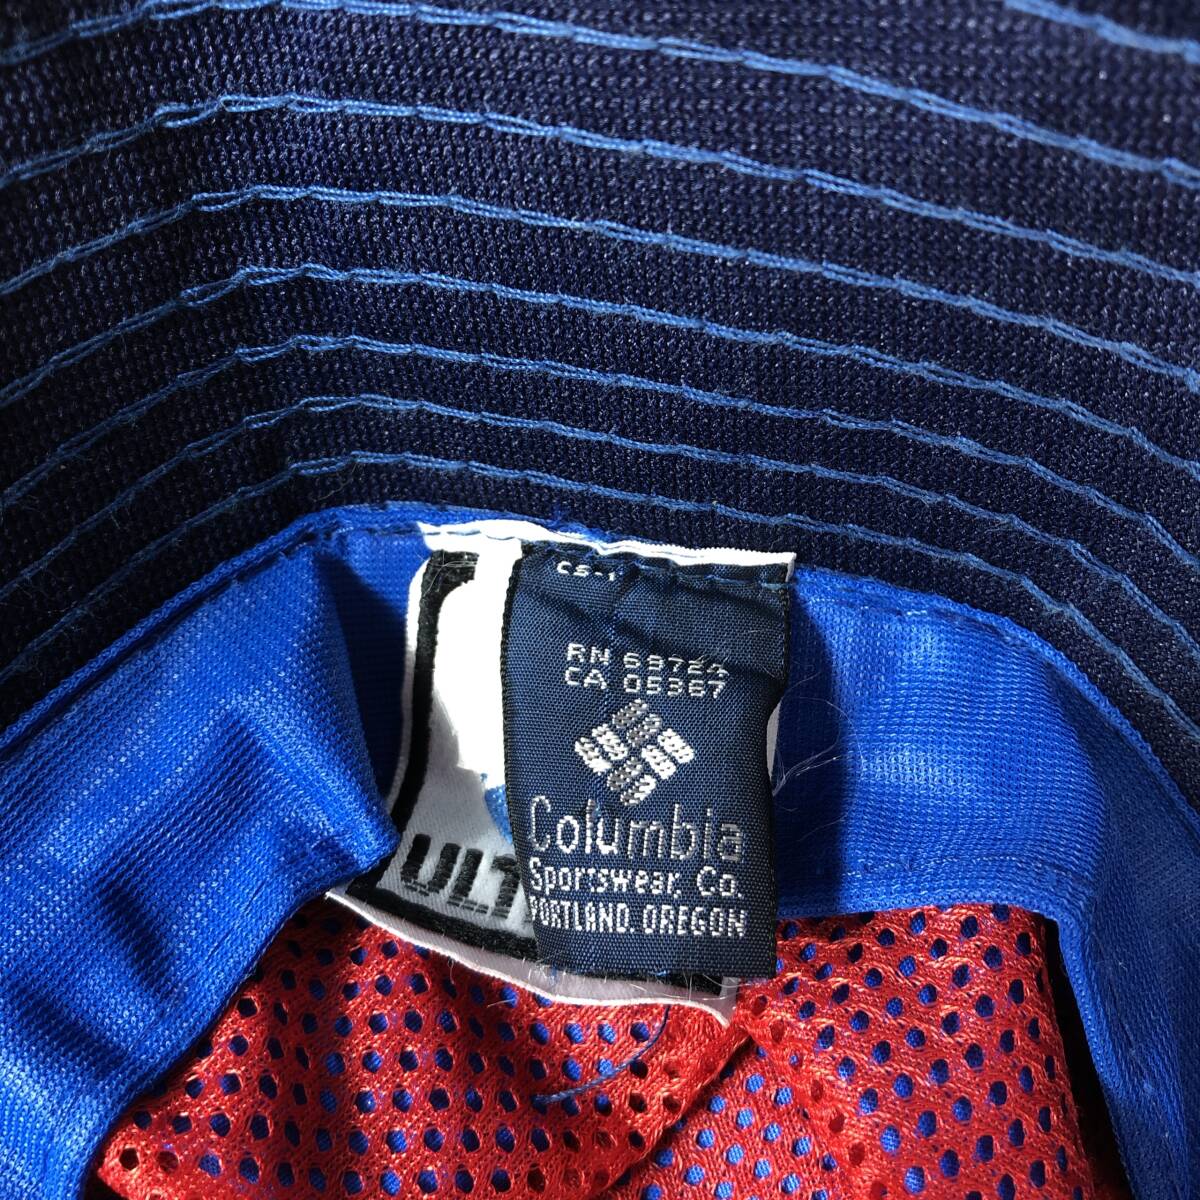 CS-1
RN 69724
CA 05367
Columbia
Sportswear Co.
PORTLAND, OREGON
ULT